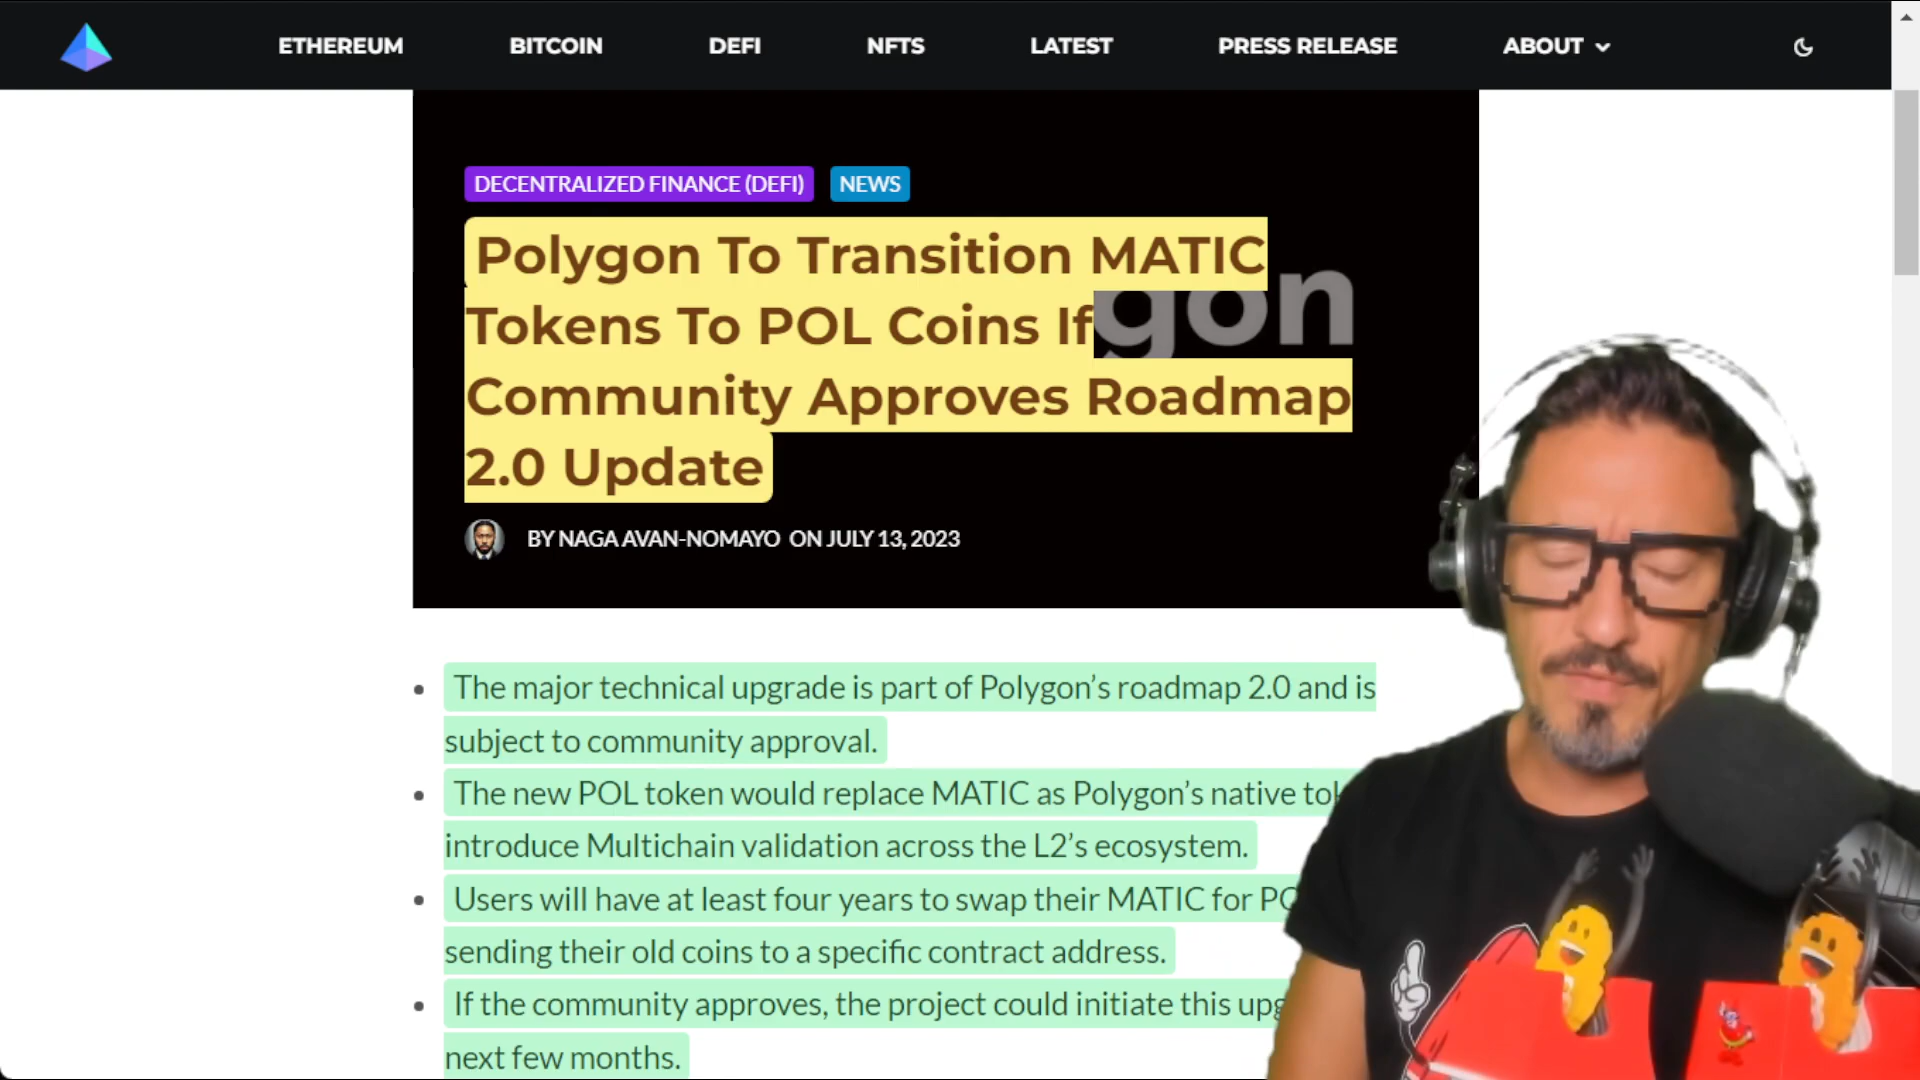 ETHEREUM BITCOIN DEFI NFTS LATEST PRESS RELEASE ABOUT
DECENTRALIZED FINANCE (DEFI) NEWS
Polygon To Transition MATIC
Tokens To POL Coins If
gon
Community Approves Roadmap
2.0 Update
BY NAGA AVAN-NOMAYO ON JULY 13, 2023
The major technical upgrade is part of Polygon's roadmap 2.0 and is
subject to community approval.
The new POL token would replace MATIC as Polygon's native
introduce Multichain validation across the L2's ecosystem.
Users will have at least four years to swap their MATIC for
sending their old coins to a specific contract address.
If the community approves, the project could initiate this
next few months.